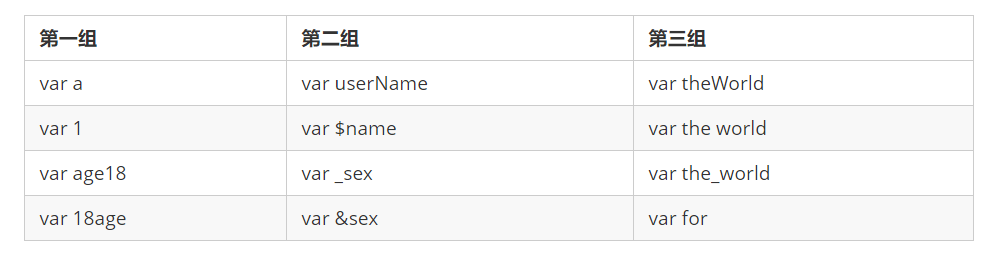 第一组 第二组 第三组
var a var userName var theWorld
var 1 var $name var the world
var age18 var _sex var the_world
var 18age var &sex var for